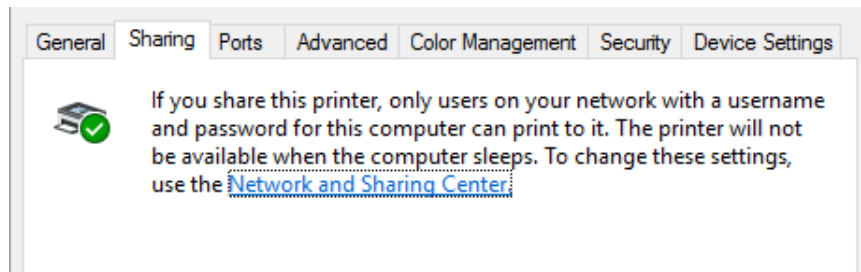 General Sharing Ports Advanced Color Management Security Device Settings
If you share this printer, only users on your network with a username
and password for this computer can print to it. The printer will not
be available when the computer sleeps. To change these settings,
use the Network and Sharing Center.